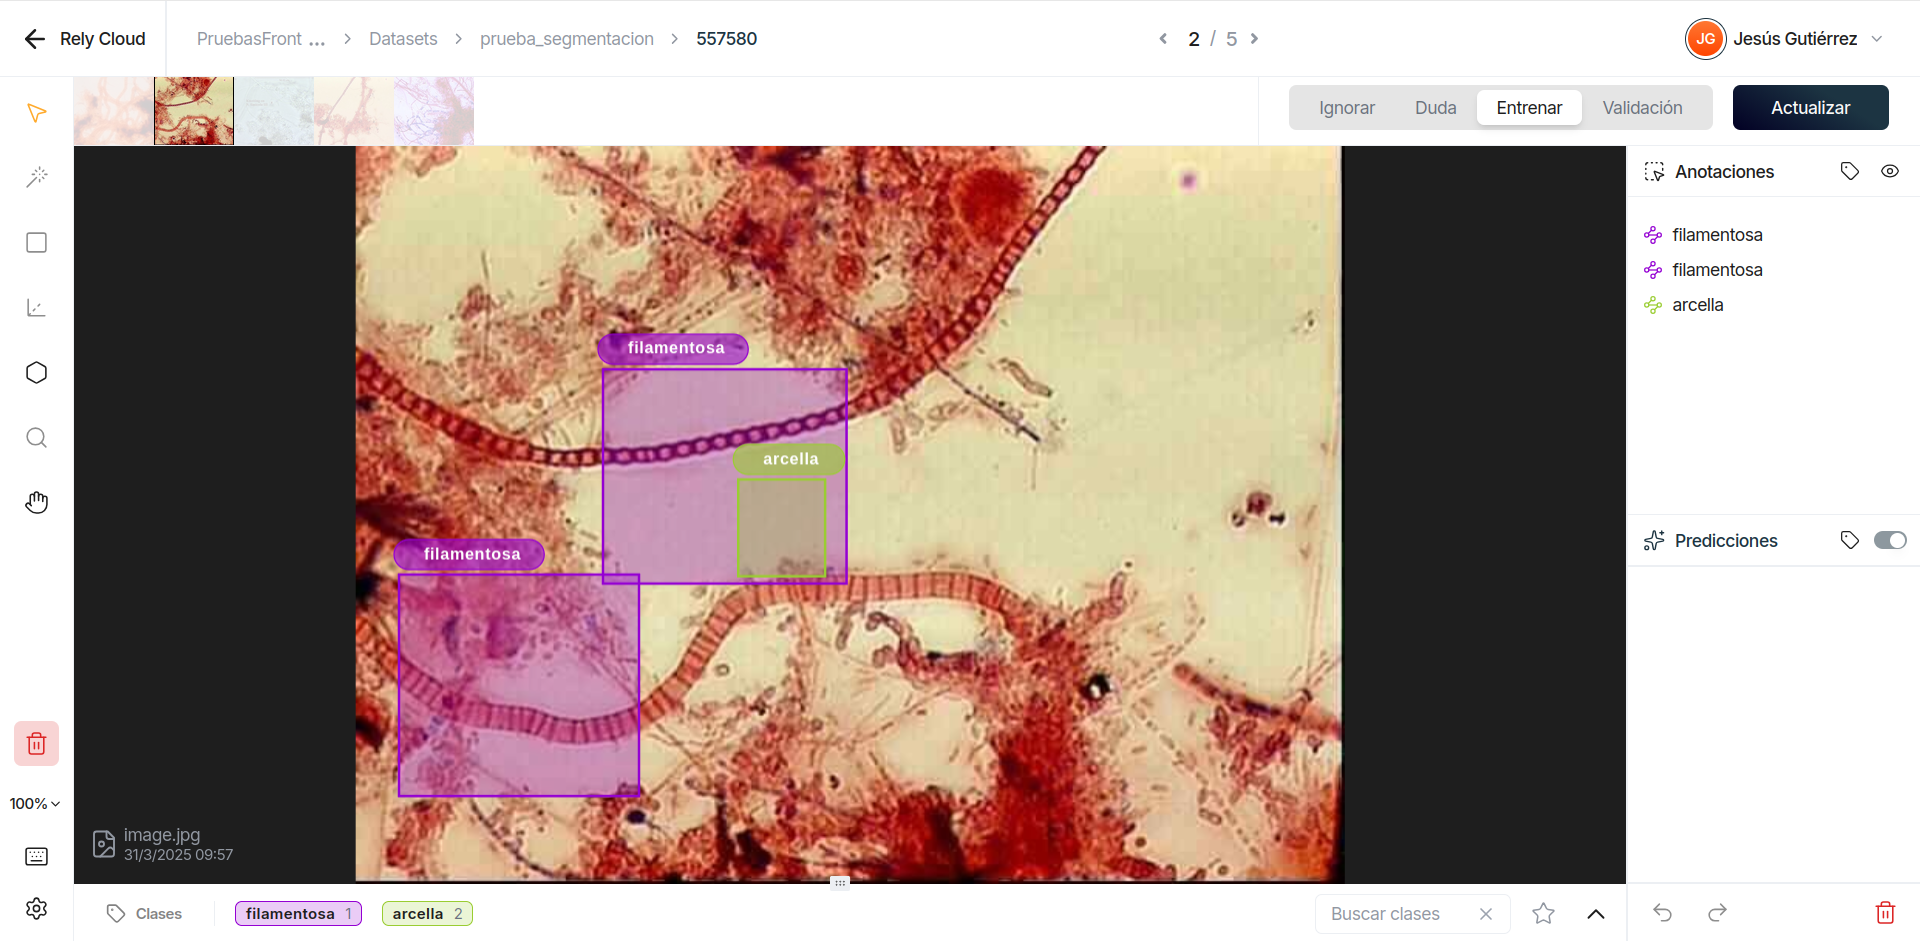 Rely Cloud
PruebasFront ... > Datasets > prueba_segmentacion > 557580
2 / 5
JG Jesús Gutiérrez
Ignorar Duda Entrenar Validación
Actualizar
Anotaciones
filamentosa
filamentosa
arcella
filamentosa
arcella
filamentosa
Predicciones
100%
image.jpg
31/3/2025 09:57
Clases filamentosa 1 arcella 2
Buscar clases